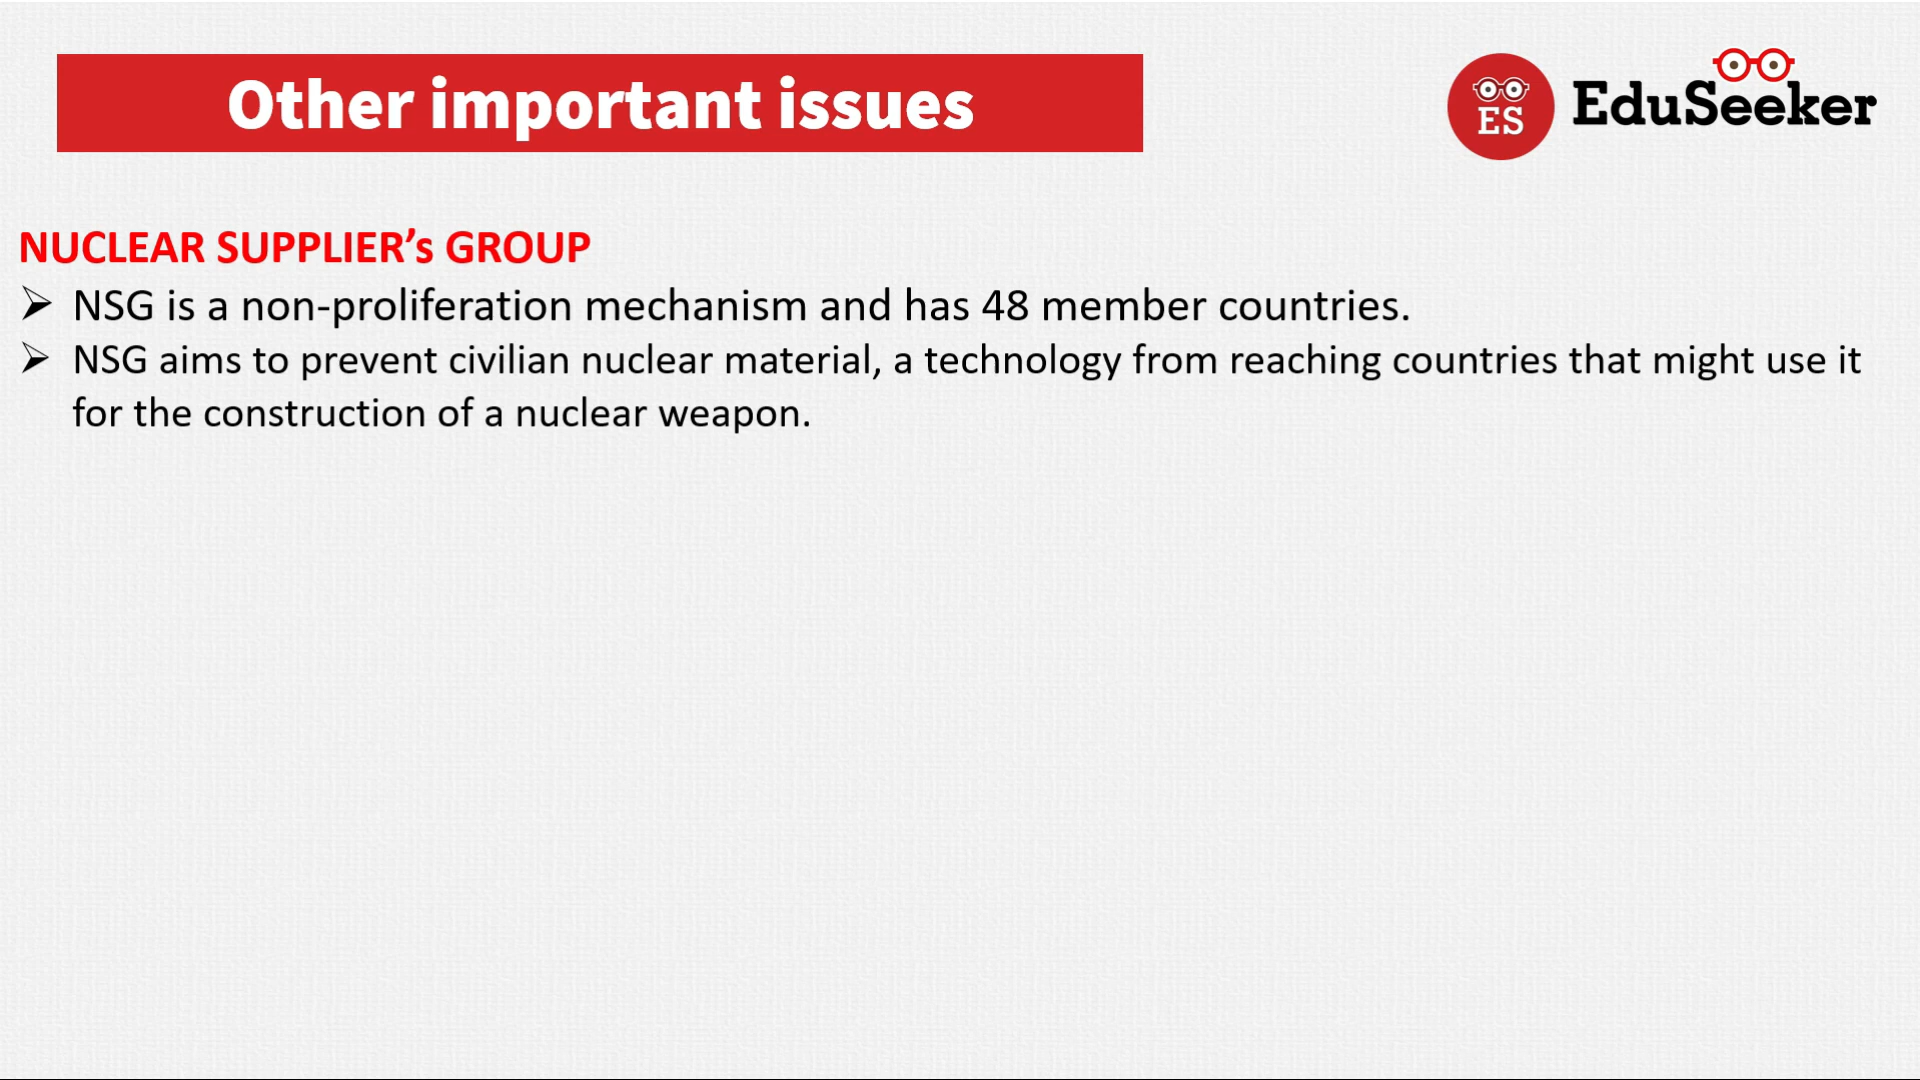 Other important issues
ES
EduSeeker
NUCLEAR SUPPLIER’s GROUP
➢ NSG is a non-proliferation mechanism and has 48 member countries.
➢ NSG aims to prevent civilian nuclear material, a technology from reaching countries that might use it
for the construction of a nuclear weapon.